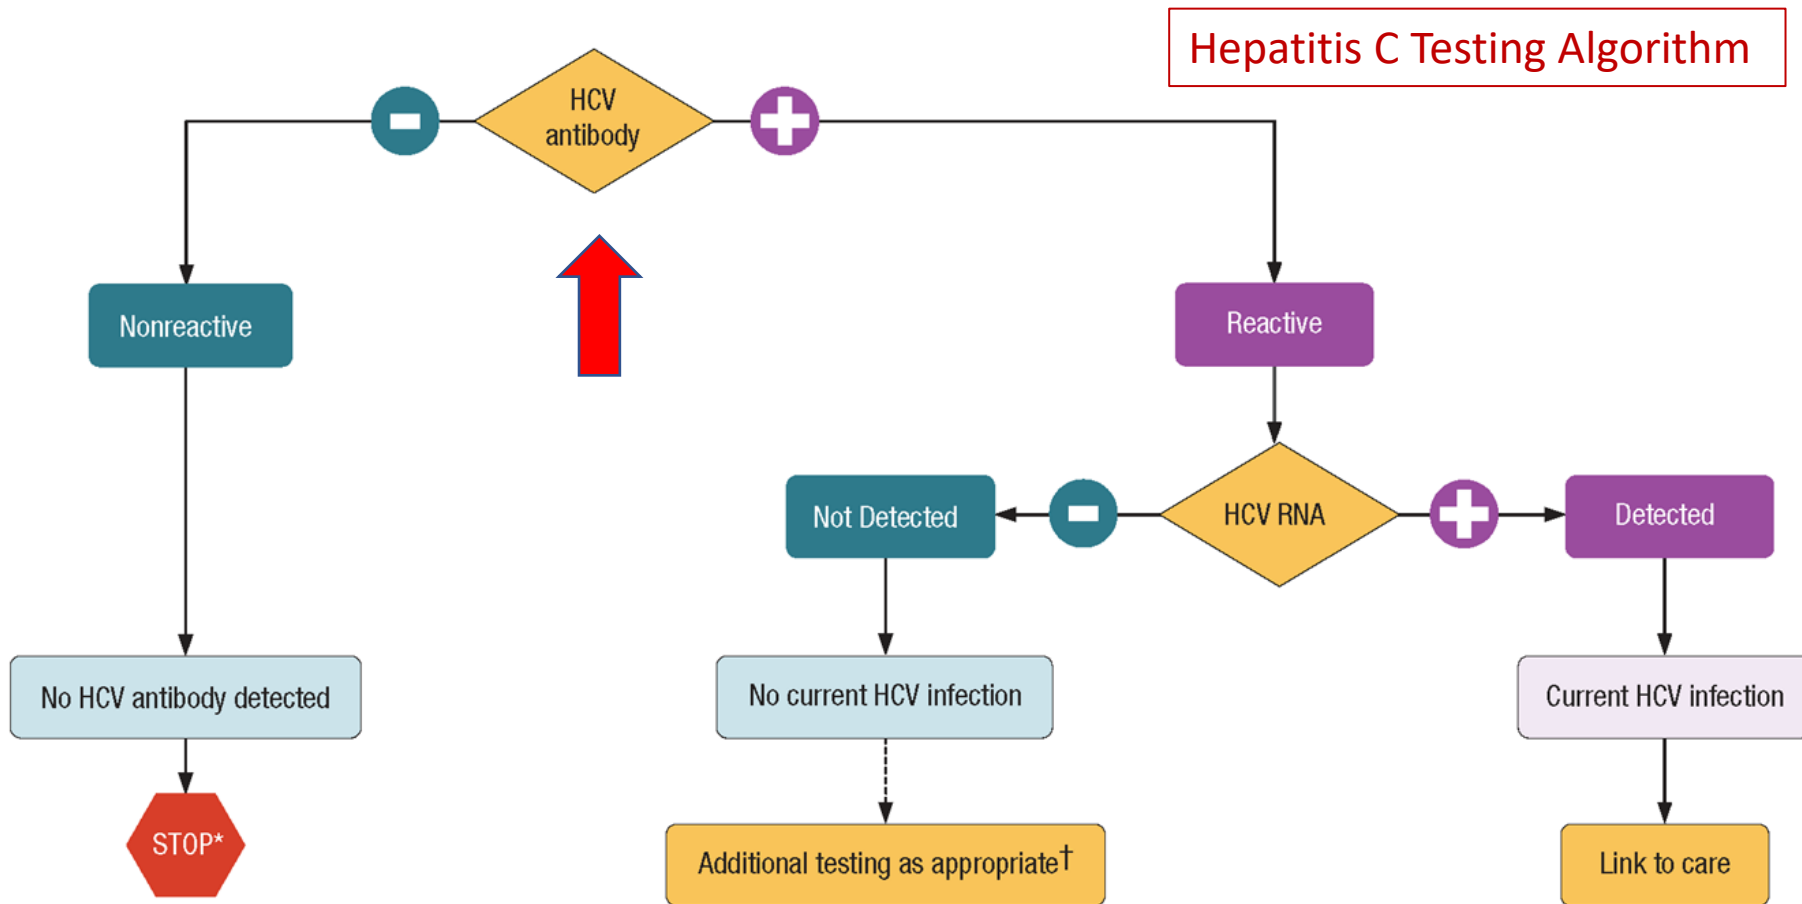 Hepatitis C Testing Algorithm
HCV
antibody
Nonreactive
Reactive
Not Detected
HCV RNA
Detected
No HCV antibody detected
No current HCV infection
Current HCV infection
STOP*
Additional testing as appropriate†
Link to care